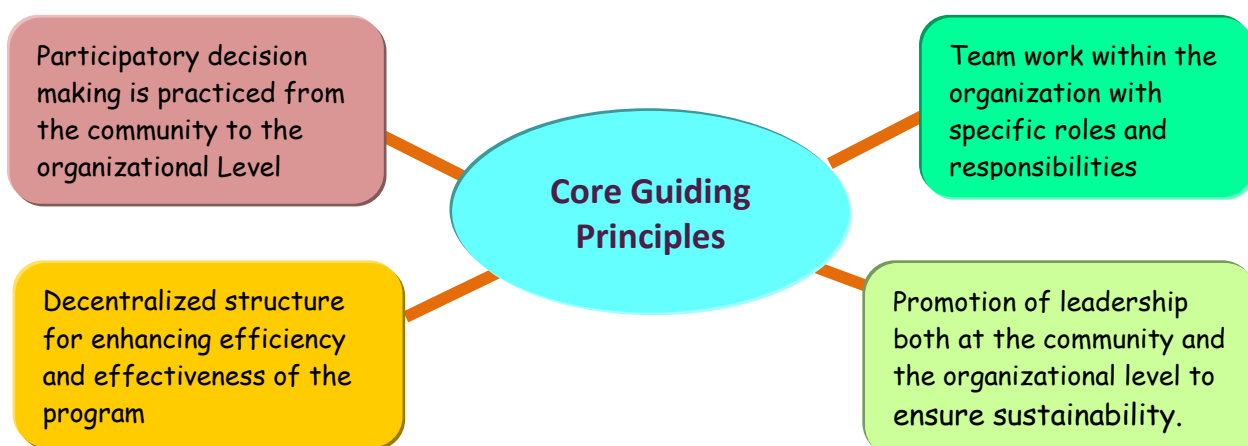 Participatory decision
making is practiced from
the community to the
organizational Level
Team work within the
organization with
specific roles and
responsibilities
Core Guiding
Principles
Decentralized structure
for enhancing efficiency
and effectiveness of the
program
Promotion of leadership
both at the community and
the organizational level to
ensure sustainability.